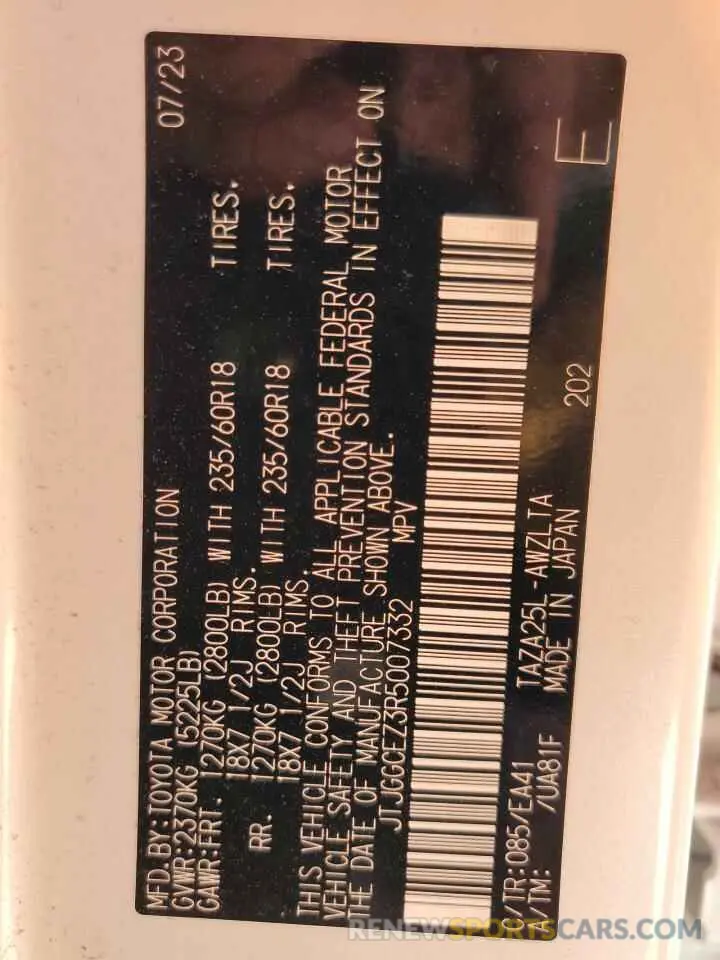 MFD.BY:TOYOTA MOTOR CORPORATION 07/23
GVWR:2370KG (5225LB)
GAWR:FRT. 1270KG (2800LB) WITH 235/60R18 TIRES.
18X7 1/2J RIMS.
RR. 1270KG (2800LB) WITH 235/60R18 TIRES.
18X7 1/2J RIMS.
THIS VEHICLE CONFORMS TO ALL APPLICABLE FEDERAL MOTOR
VEHICLE SAFETY AND THEFT PREVENTION STANDARDS IN EFFECT ON
THE DATE OF MANUFACTURE SHOWN ABOVE.
JTJGGCEZ3R5007332 MPV
C/TR:085/EA41 TAZA25L-AWZLTA 202
A/TM: /UA81F MADE IN JAPAN E
RENEWSPORTSCARS.COM